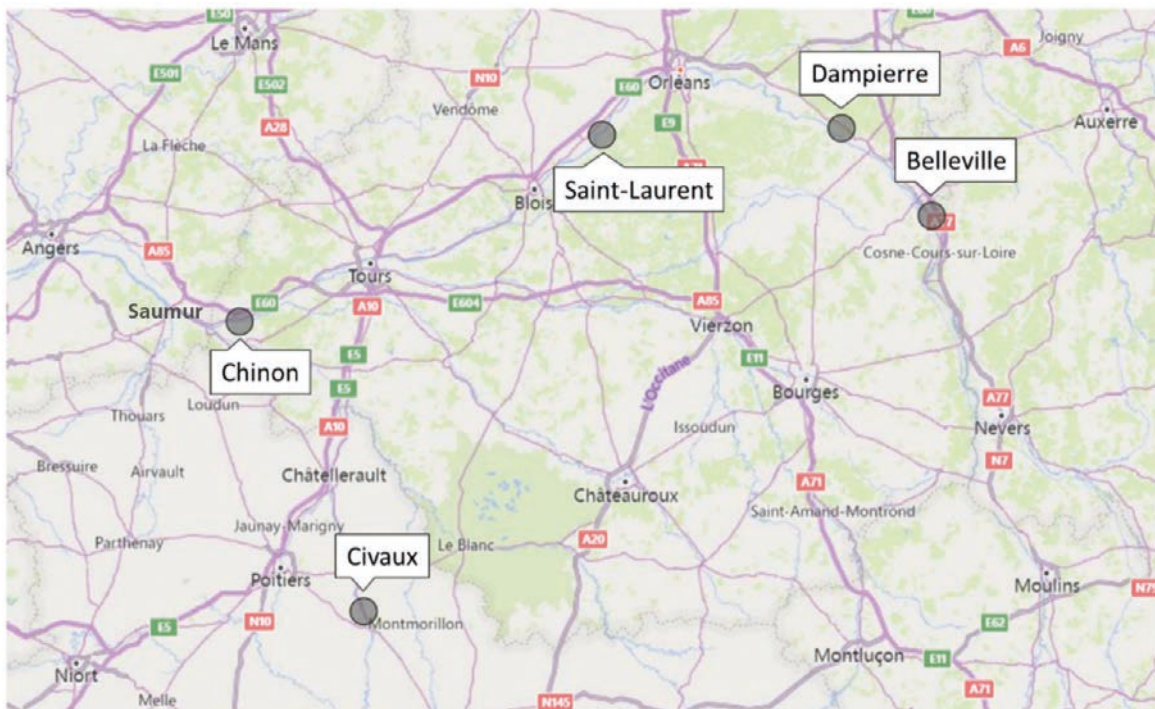 E50
E60
Le Mans
E501
E502
N10
Orléans
A6
Joigny
Vendôme
E60
Dampierre
E9
Auxerre
A28
La Flèche
Belleville
Saint-Laurent
Blois
Angers
A85
Cosne-Cours-sur-Loire
Tours
Saumur
E60
A10
E604
A85
Vierzon
Chinon
E5
E11
L'Occitane
E5
Bourges
Loudun
Thouars
A10
Issoudun
A77
Nevers
N7
Bressuire
Airvault
Châtellerault
Châteauroux
A71
Saint-Amand-Montrond
Jaunay-Marigny
Parthenay
Civaux
Le Blanc
A20
Poitiers
Moulins
N79
E5
N10
Montmorillon
E62
Niort
Montluçon
E11
Melle
N145
A71